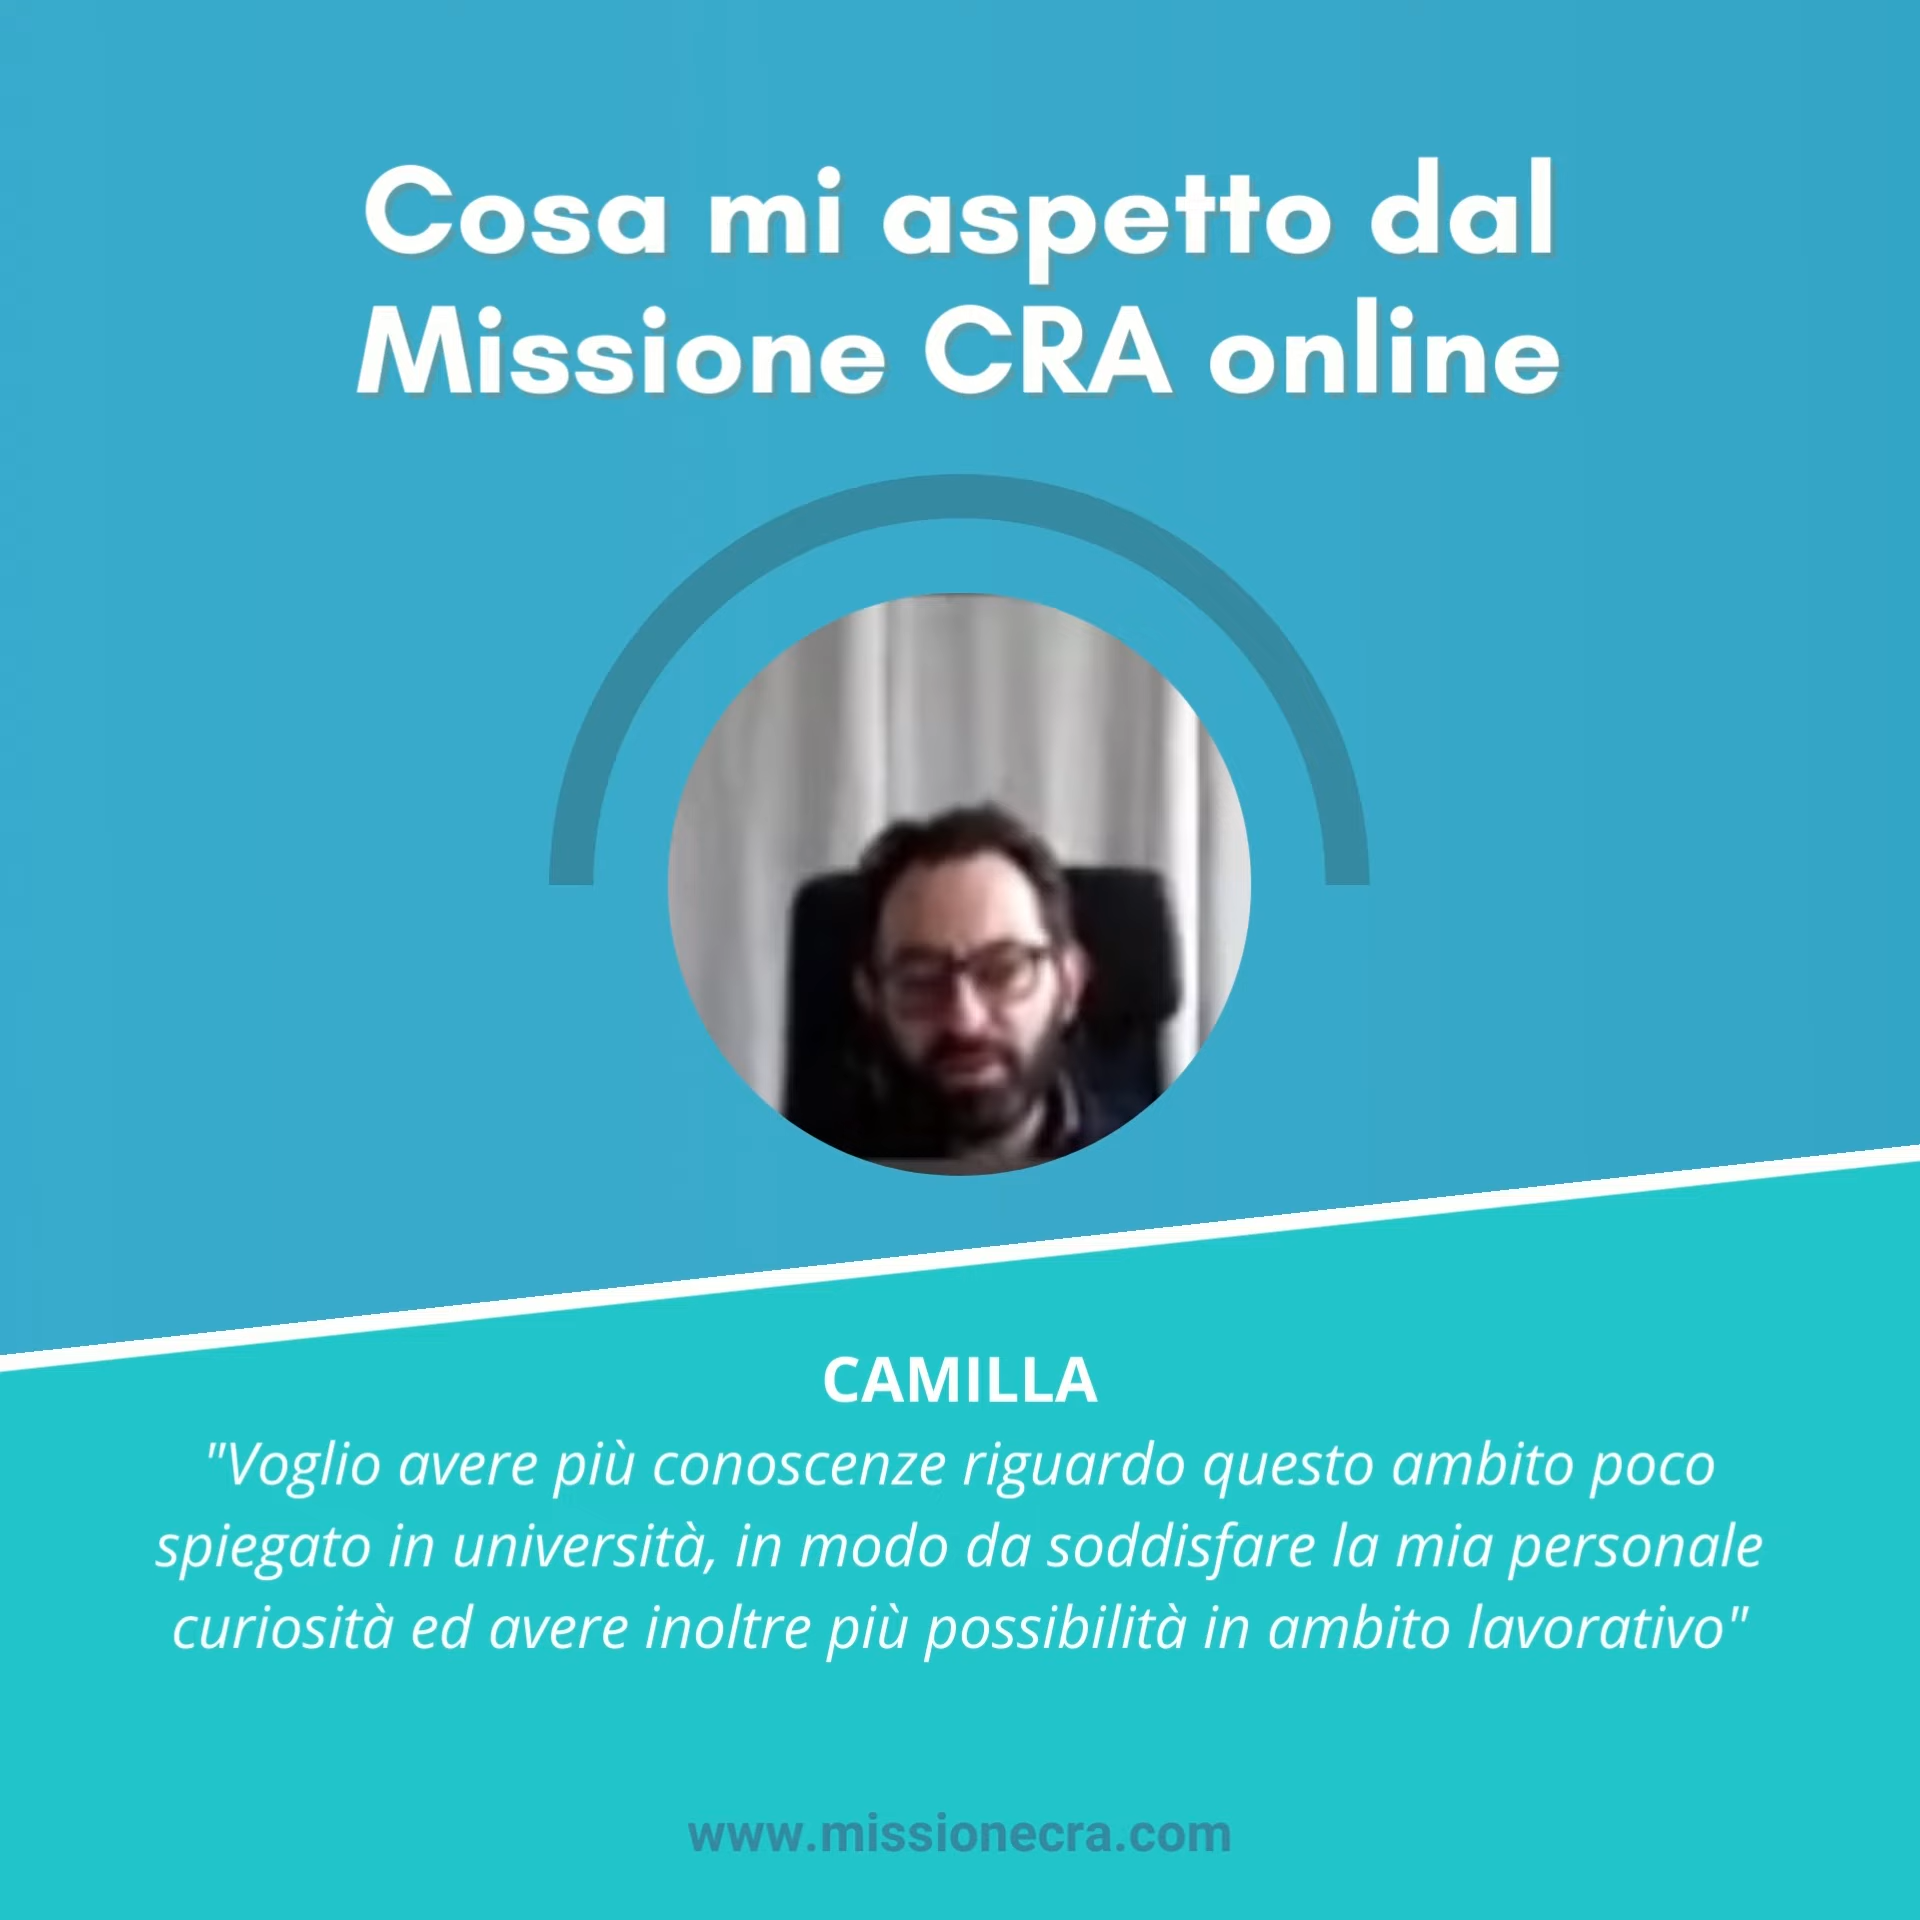 Cosa mi aspetto dal
Missione CRA online
CAMILLA
"Voglio avere più conoscenze riguardo questo ambito poco
spiegato in università, in modo da soddisfare la mia personale
curiosità ed avere inoltre più possibilità in ambito lavorativo"
www.missionecra.com